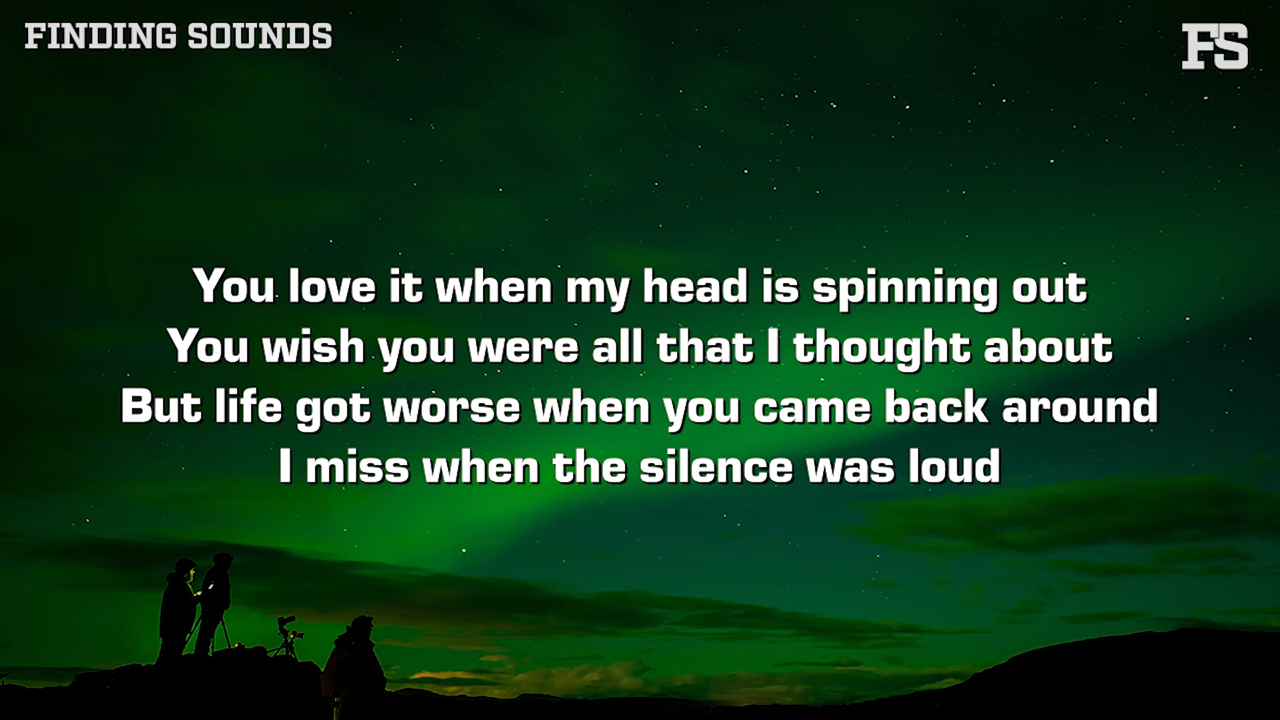 FINDING SOUNDS
FS
You love it when my head is spinning out
You wish you were all that I thought about
But life got worse when you came back around
I miss when the silence was loud